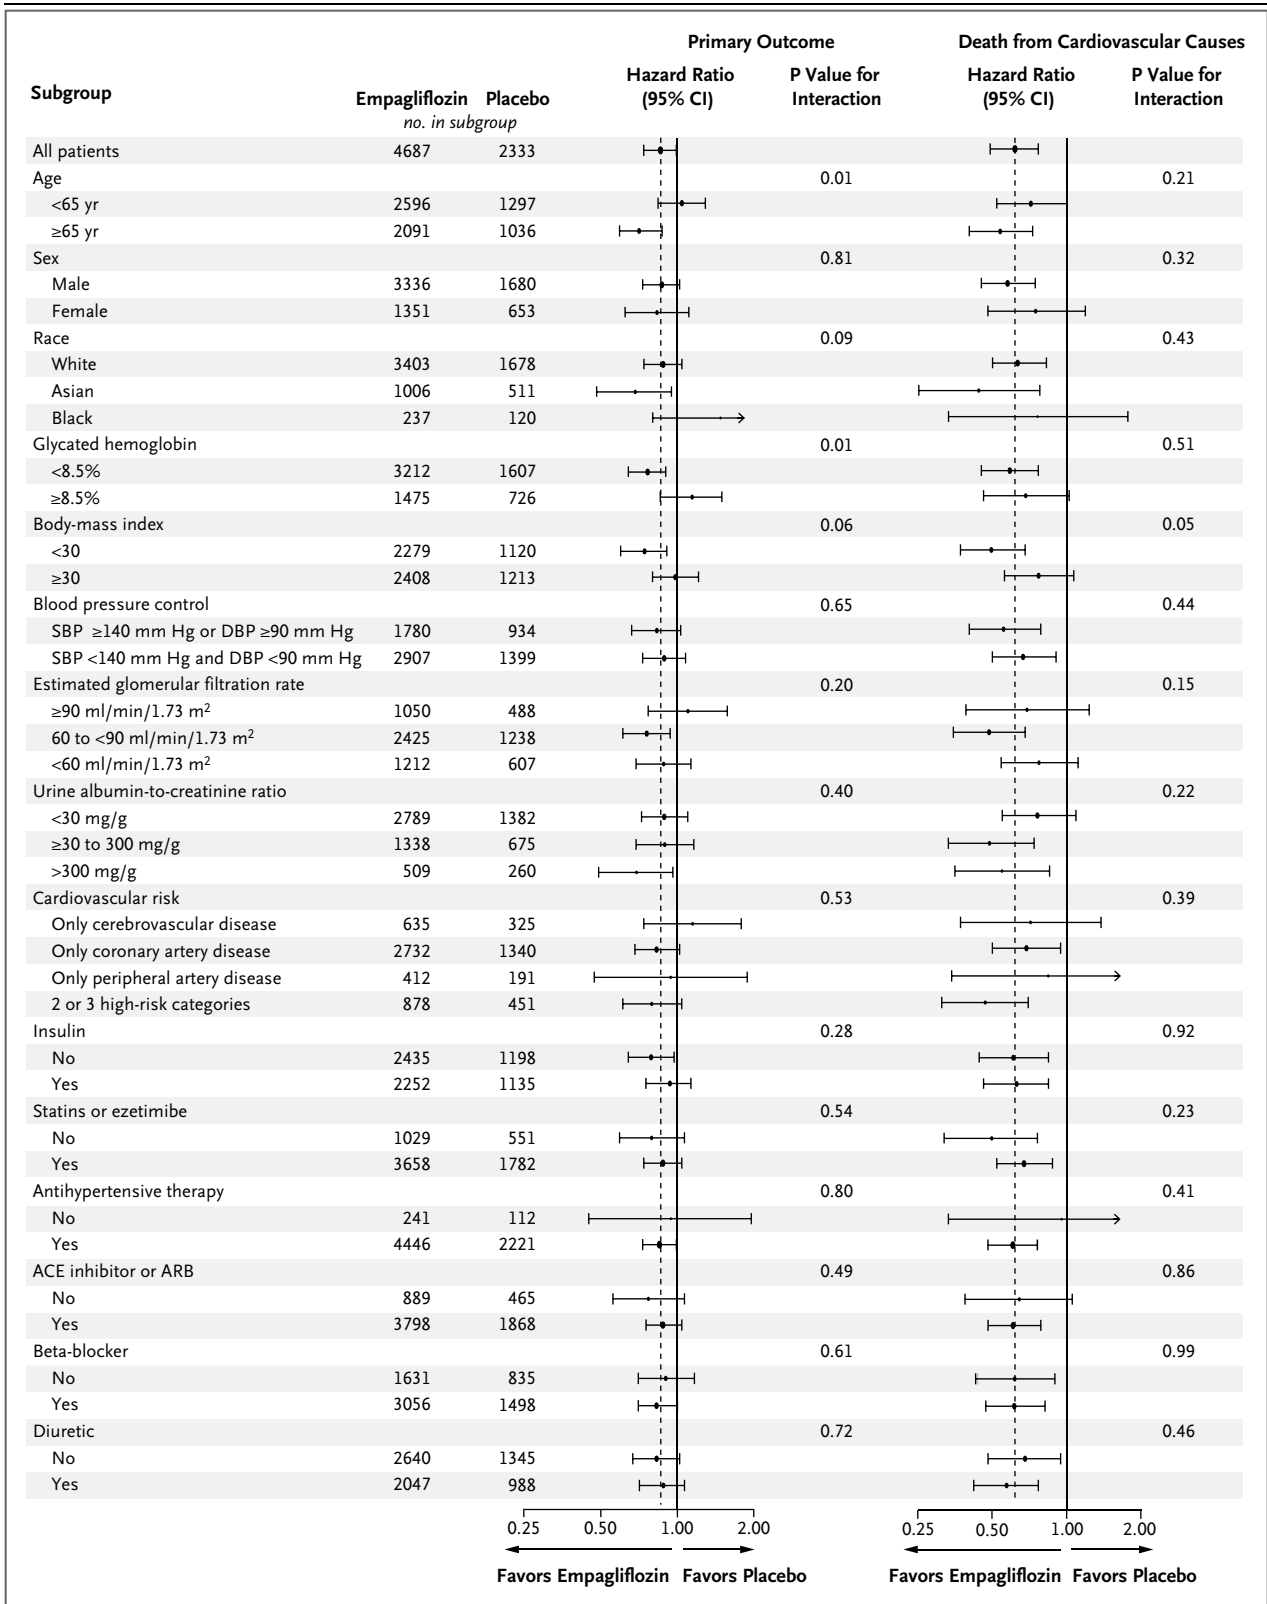 Primary Outcome Death from Cardiovascular Causes
Subgroup Empagliflozin Placebo Hazard Ratio (95% CI) P Value for Interaction Hazard Ratio (95% CI) P Value for Interaction
no. in subgroup
All patients 4687 2333
Age 0.01 0.21
<65 yr 2596 1297
≥65 yr 2091 1036
Sex 0.81 0.32
Male 3336 1680
Female 1351 653
Race 0.09 0.43
White 3403 1678
Asian 1006 511
Black 237 120
Glycated hemoglobin 0.01 0.51
<8.5% 3212 1607
≥8.5% 1475 726
Body-mass index 0.06 0.05
<30 2279 1120
≥30 2408 1213
Blood pressure control 0.65 0.44
SBP ≥140 mm Hg or DBP ≥90 mm Hg 1780 934
SBP <140 mm Hg and DBP <90 mm Hg 2907 1399
Estimated glomerular filtration rate 0.20 0.15
≥90 ml/min/1.73 m² 1050 488
60 to <90 ml/min/1.73 m² 2425 1238
<60 ml/min/1.73 m² 1212 607
Urine albumin-to-creatinine ratio 0.40 0.22
<30 mg/g 2789 1382
≥30 to 300 mg/g 1338 675
>300 mg/g 509 260
Cardiovascular risk 0.53 0.39
Only cerebrovascular disease 635 325
Only coronary artery disease 2732 1340
Only peripheral artery disease 412 191
2 or 3 high-risk categories 878 451
Insulin 0.28 0.92
No 2435 1198
Yes 2252 1135
Statins or ezetimibe 0.54 0.23
No 1029 551
Yes 3658 1782
Antihypertensive therapy 0.80 0.41
No 241 112
Yes 4446 2221
ACE inhibitor or ARB 0.49 0.86
No 889 465
Yes 3798 1868
Beta-blocker 0.61 0.99
No 1631 835
Yes 3056 1498
Diuretic 0.72 0.46
No 2640 1345
Yes 2047 988
0.25 0.50 1.00 2.00 0.25 0.50 1.00 2.00
Favors Empagliflozin Favors Placebo Favors Empagliflozin Favors Placebo